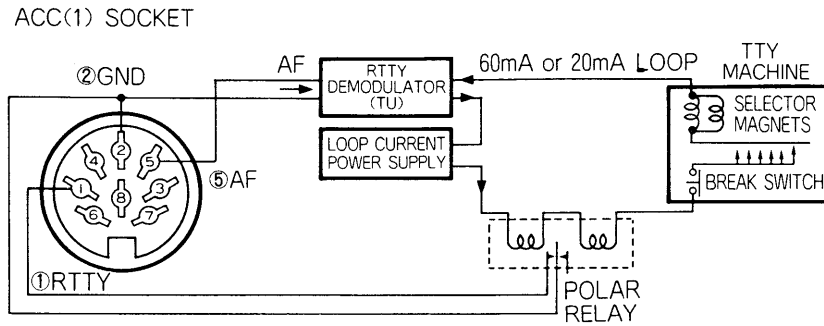 ACC(1) SOCKET
②GND
AF
RTTY
DEMODULATOR
(TU)
60mA or 20mA LOOP
TTY
MACHINE
SELECTOR
MAGNETS
LOOP CURRENT
POWER SUPPLY
BREAK SWITCH
2
4
5
1
8
3
6
7
⑤AF
①RTTY
POLAR
RELAY